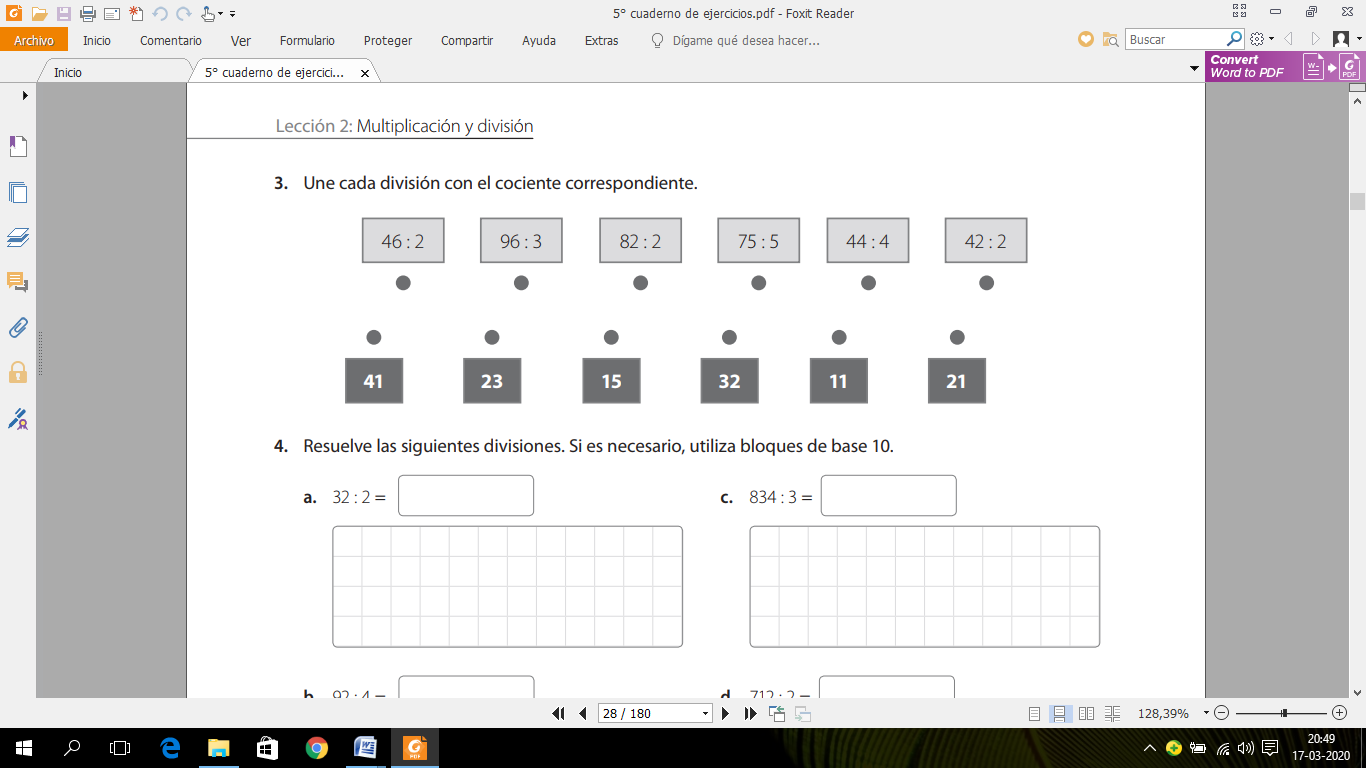 5° cuaderno de ejercicios.pdf - Foxit Reader
Archivo Inicio Comentario Ver Formulario Proteger Compartir Ayuda Extras Dígame qué desea hacer... Buscar
Inicio 5° cuaderno de ejercici... Convert
Word to PDF
Lección 2: Multiplicación y división
3. Une cada división con el cociente correspondiente.
46 : 2 96 : 3 82 : 2 75 : 5 44 : 4 42 : 2
41 23 15 32 11 21
4. Resuelve las siguientes divisiones. Si es necesario, utiliza bloques de base 10.
a. 32 : 2 = c. 834 : 3 =
b. 92 : 4 = d. 712 : 2 =
28 / 180 128,39%
20:49
17-03-2020